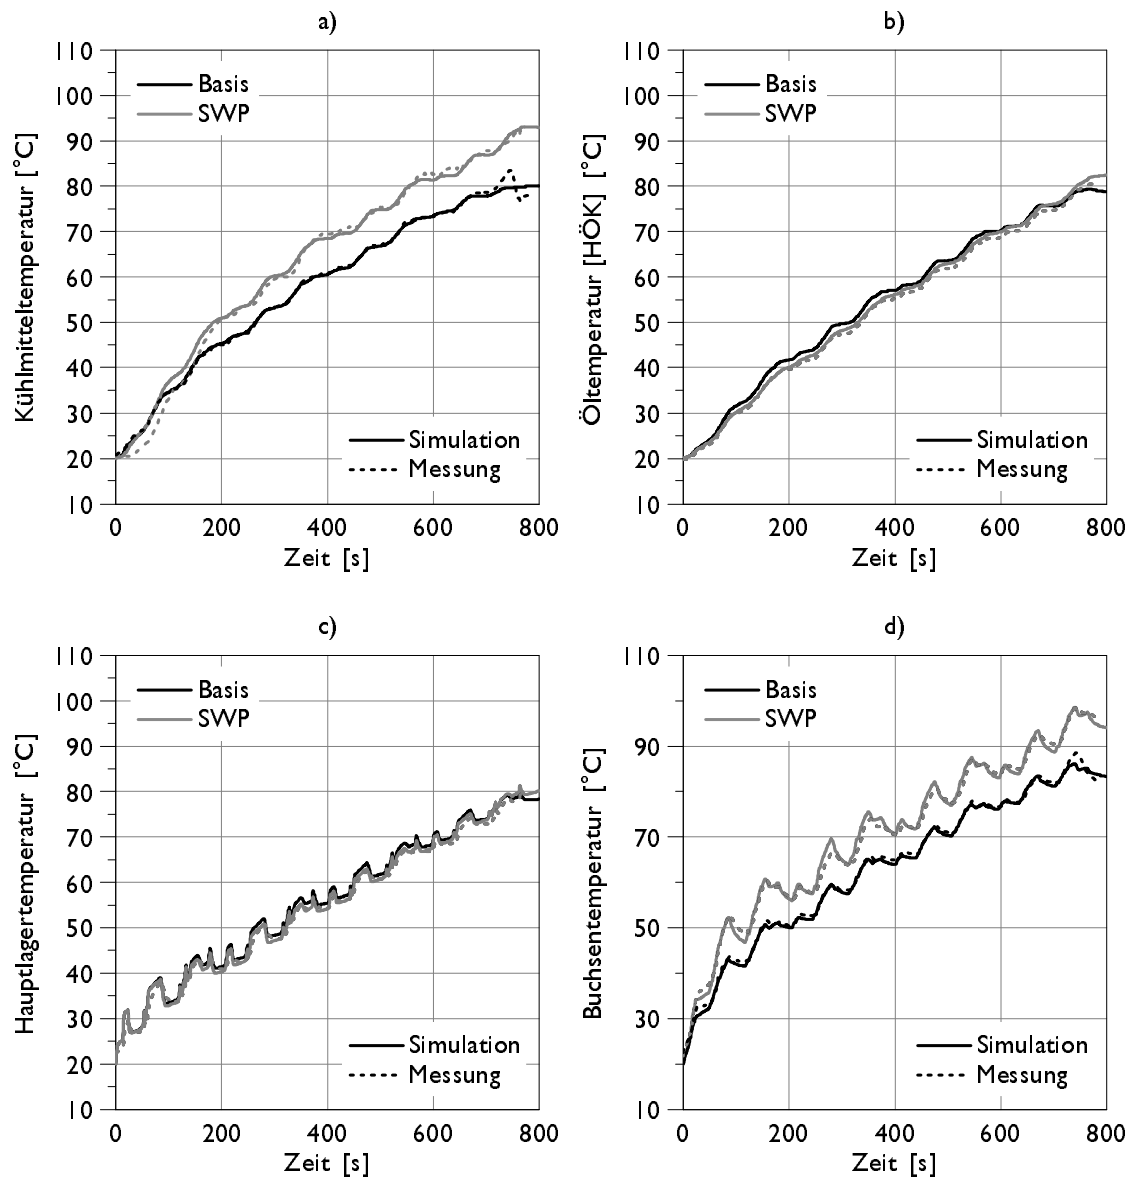 a)
110
100
90
80
70
60
50
40
30
20
10
Kühlmitteltemperatur [°C]
Basis
SWP
Simulation
Messung
0 200 400 600 800
Zeit [s]
b)
110
100
90
80
70
60
50
40
30
20
10
Öltemperatur [HÖK] [°C]
Basis
SWP
Simulation
Messung
0 200 400 600 800
Zeit [s]
c)
110
100
90
80
70
60
50
40
30
20
10
Hauptlagertemperatur [°C]
Basis
SWP
Simulation
Messung
0 200 400 600 800
Zeit [s]
d)
110
90
70
50
30
10
Buchsentemperatur [°C]
Basis
SWP
Simulation
Messung
0 200 400 600 800
Zeit [s]